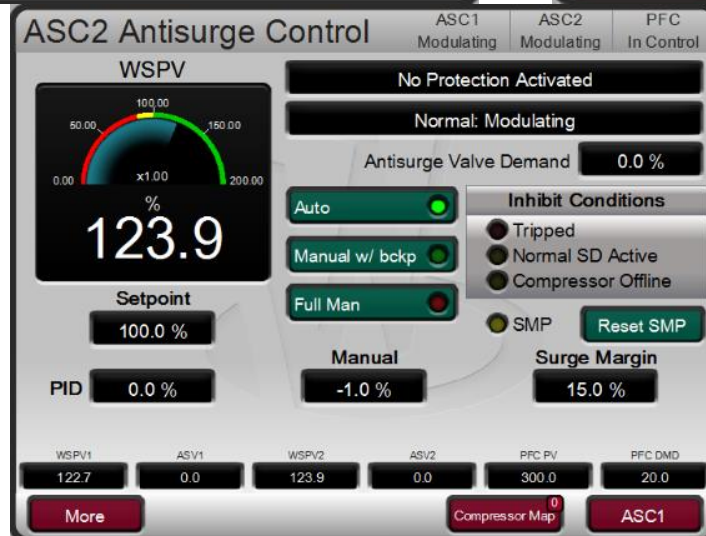 ASC2 Antisurge Control
ASC1
Modulating
ASC2
Modulating
PFC
In Control
WSPV
0.00
50.00
100.00
150.00
200.00
x1.00
%
123.9
No Protection Activated
Normal: Modulating
Antisurge Valve Demand 0.0 %
Auto
Manual w/ bckp
Full Man
Inhibit Conditions
Tripped
Normal SD Active
Compressor Offline
SMP
Reset SMP
Setpoint
100.0 %
PID 0.0 %
Manual
-1.0 %
Surge Margin
15.0 %
WSPV1 ASV1 WSPV2 ASV2 PFC PV PFC DMD
122.7 0.0 123.9 0.0 300.0 20.0
More
Compressor Map
0
ASC1